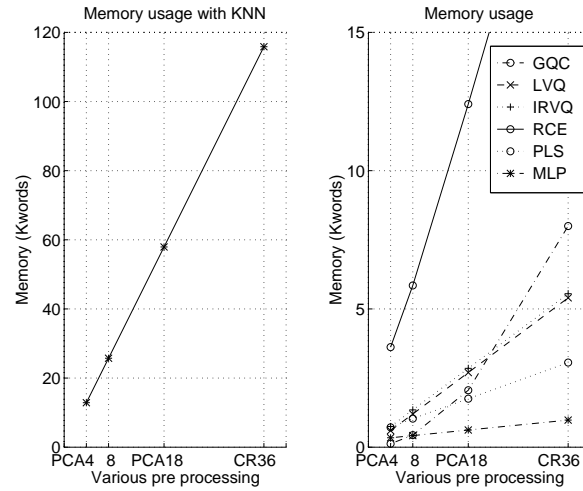 Memory usage with KNN
120
100
80
60
40
20
0
Memory (Kwords)
PCA4 8 PCA18 CR36
Various pre processing
Memory usage
15
10
5
0
Memory (Kwords)
GQC
LVQ
IRVQ
RCE
PLS
MLP
PCA4 8 PCA18 CR36
Various pre processing